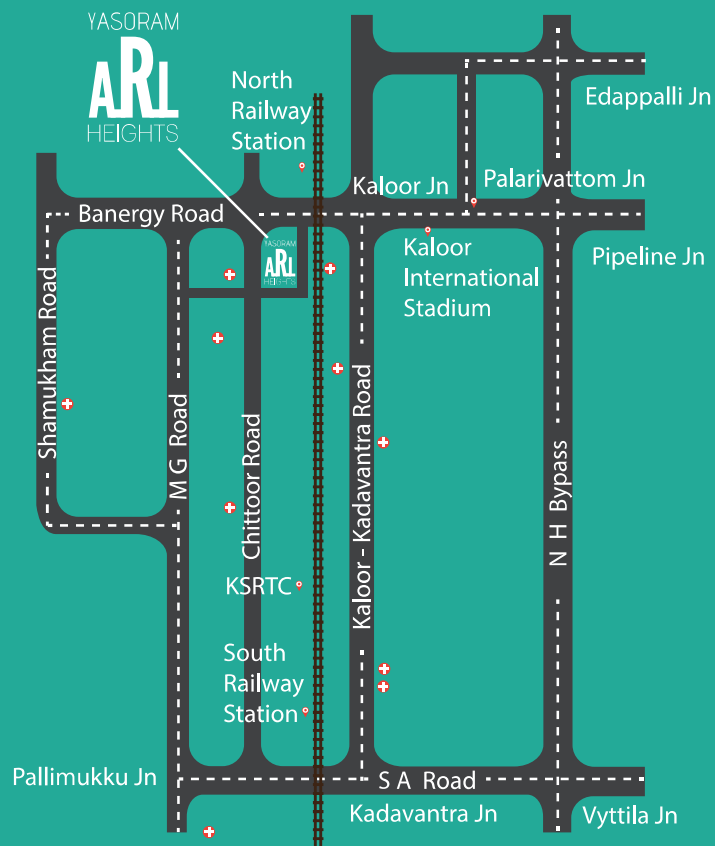 YASORAM
ART
HEIGHTS
North
Railway
Station
Edappalli Jn
Kaloor Jn
Palarivattom Jn
Banergy Road
YASORAM
ART
HEIGHTS
Kaloor
International
Stadium
Pipeline Jn
Shamukham Road
M G Road
Chittoor Road
Kaloor - Kadavantra Road
N H Bypass
KSRTC
South
Railway
Station
Pallimukku Jn
S A Road
Kadavantra Jn
Vyttila Jn